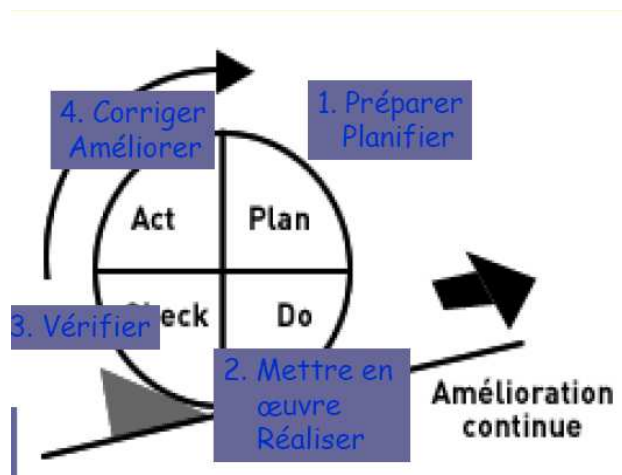 4. Corriger
Améliorer
1. Préparer
Planifier
Act
Plan
3. Vérifier
eck
Do
2. Mettre en
œuvre
Réaliser
Amélioration
continue